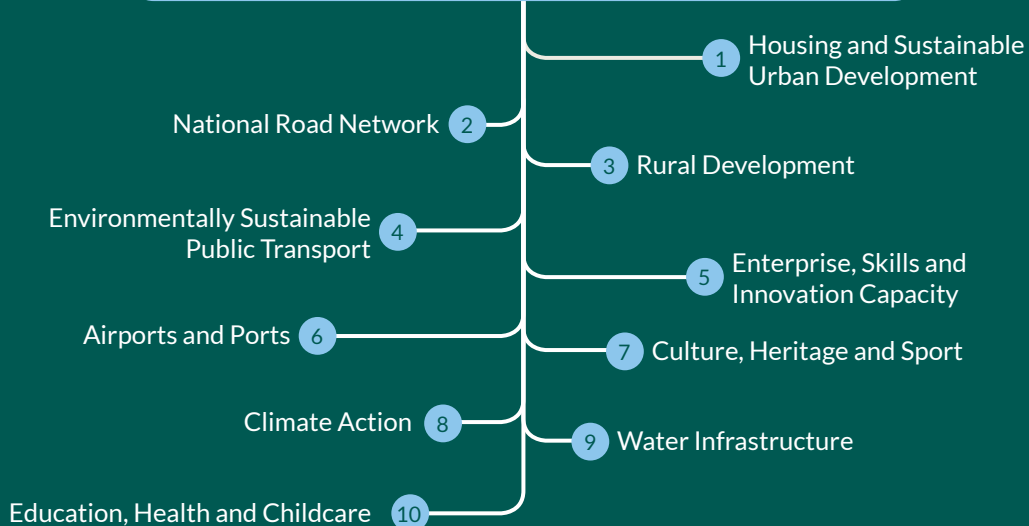 1 Housing and Sustainable
Urban Development
National Road Network 2
3 Rural Development
Environmentally Sustainable
Public Transport 4
5 Enterprise, Skills and
Innovation Capacity
Airports and Ports 6
7 Culture, Heritage and Sport
Climate Action 8
9 Water Infrastructure
Education, Health and Childcare 10